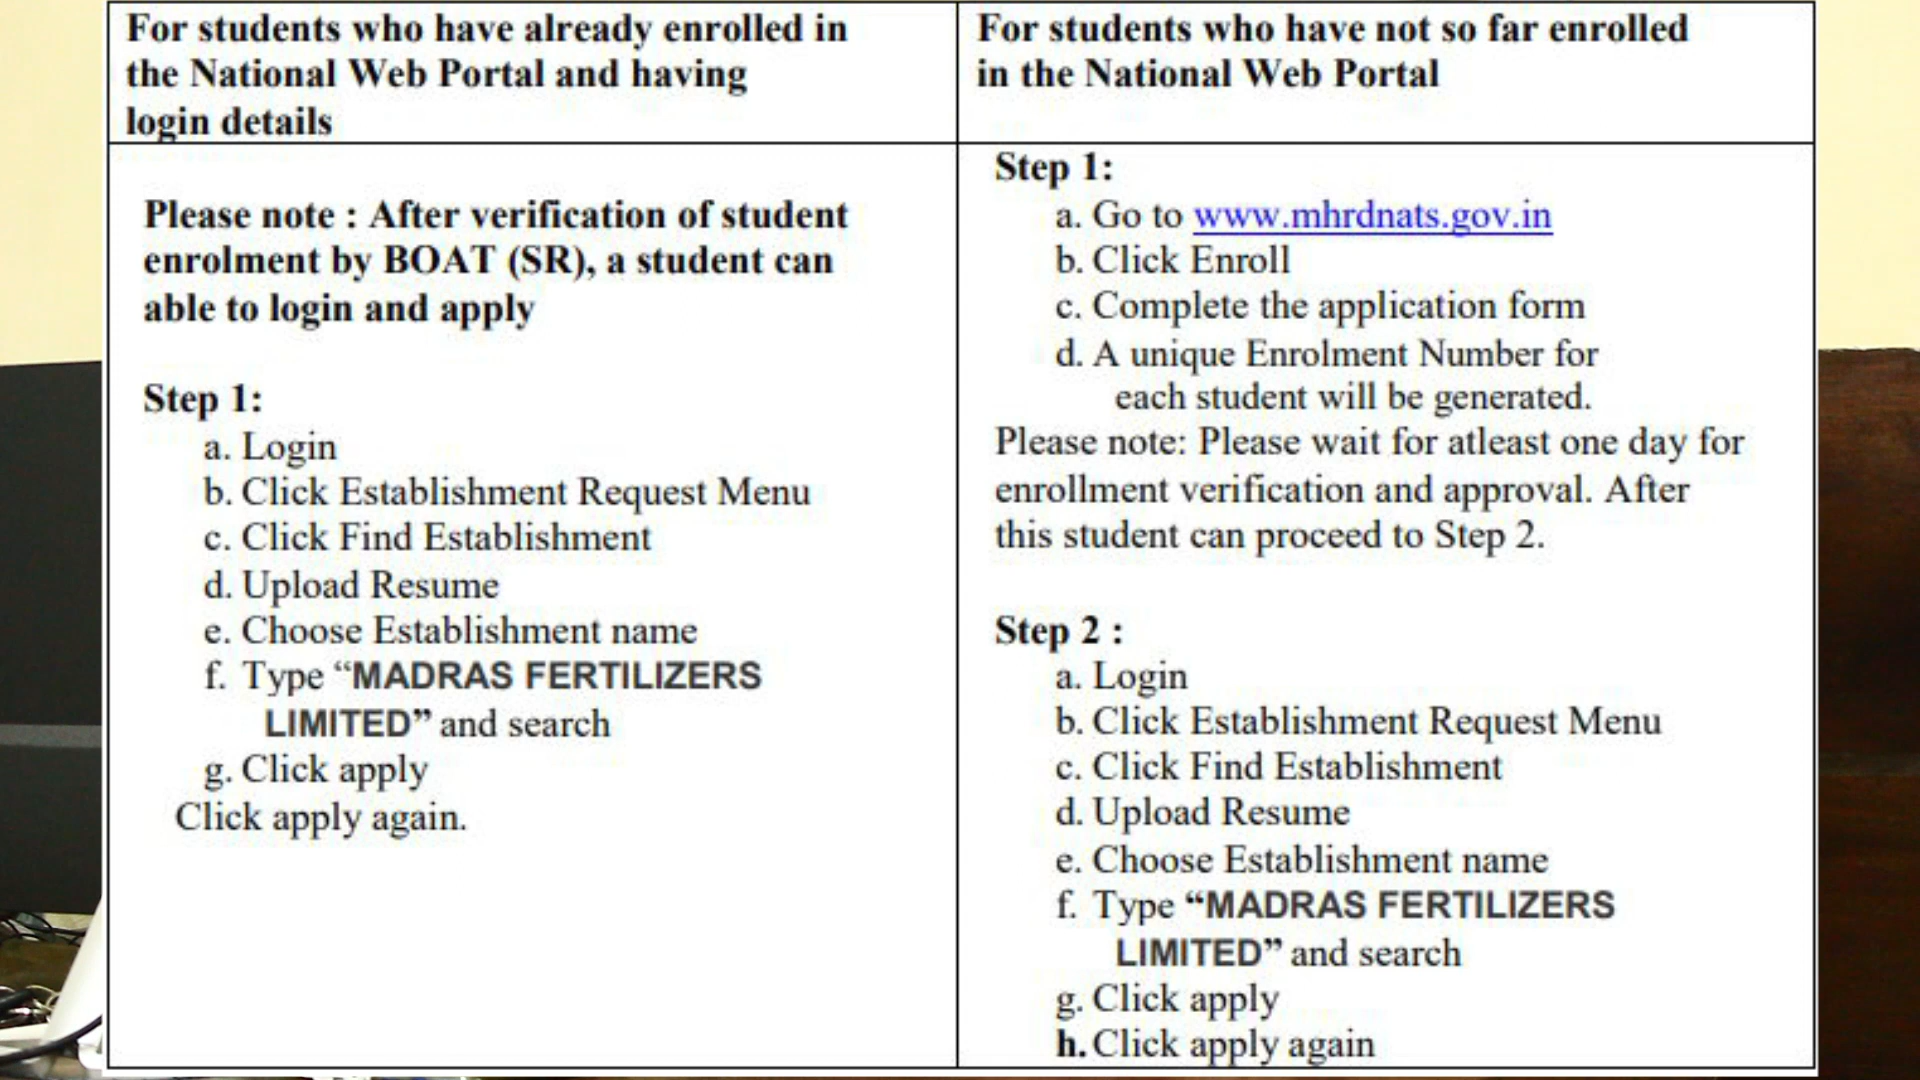 For students who have already enrolled in
the National Web Portal and having
login details
Please note : After verification of student
enrolment by BOAT (SR), a student can
able to login and apply
Step 1:
a. Login
b. Click Establishment Request Menu
c. Click Find Establishment
d. Upload Resume
e. Choose Establishment name
f. Type “MADRAS FERTILIZERS
LIMITED” and search
g. Click apply
Click apply again.
For students who have not so far enrolled
in the National Web Portal
Step 1:
a. Go to www.mhrdnats.gov.in
b. Click Enroll
c. Complete the application form
d. A unique Enrolment Number for
each student will be generated.
Please note: Please wait for atleast one day for
enrollment verification and approval. After
this student can proceed to Step 2.
Step 2 :
a. Login
b. Click Establishment Request Menu
c. Click Find Establishment
d. Upload Resume
e. Choose Establishment name
f. Type “MADRAS FERTILIZERS
LIMITED” and search
g. Click apply
h. Click apply again